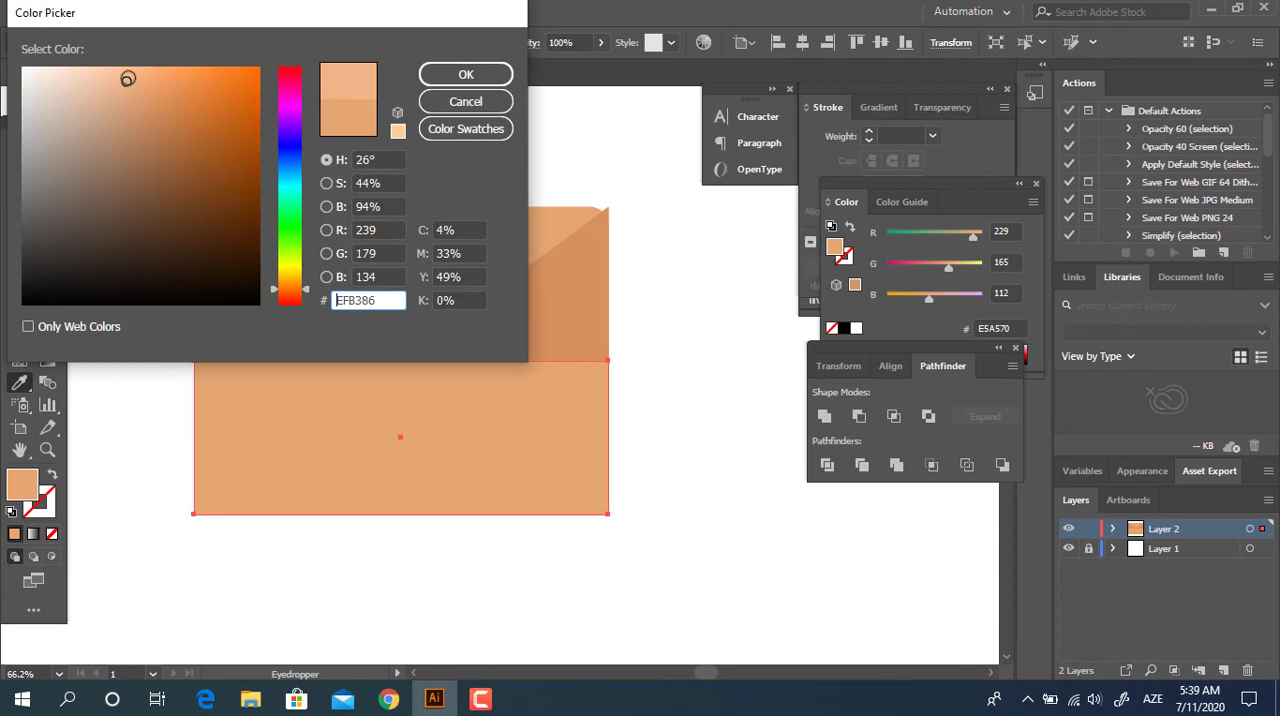 Color Picker
Select Color:
OK
Cancel
Color Swatches
H: 26°
S: 44%
B: 94%
R: 239
G: 179
B: 134
C: 4%
M: 33%
Y: 49%
K: 0%
# EFB386
Only Web Colors
100%
Style:
Transform
Automation
Search Adobe Stock
Character
Paragraph
OpenType
Stroke
Gradient
Transparency
Weight:
Cap:
Color
Color Guide
R 229
G 165
B 112
# E5A570
Transform
Align
Pathfinder
Shape Modes:
Expand
Pathfinders:
Actions
Default Actions
Opacity 60 (selection)
Opacity 40 Screen (selection...
Apply Default Style (selecti...
Save For Web GIF 64 Dith...
Save For Web JPG Medium
Save For Web PNG 24
Simplify (selection)
Links
Libraries
Document Info
Search Current Library
View by Type
-- KB
Variables
Appearance
Asset Export
Layers
Artboards
Layer 2
Layer 1
2 Layers
66.2%
1
Eyedropper
Ai
AZE
5:39 AM
7/11/2020